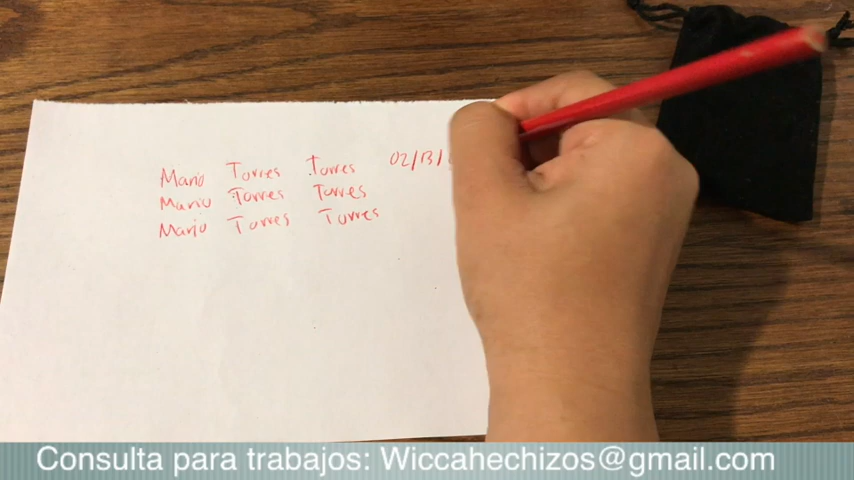 Mario Torres Torres 02/13/
Mario Torres Torres
Mario Torres Torres
Consulta para trabajos: Wiccahechizos@gmail.com